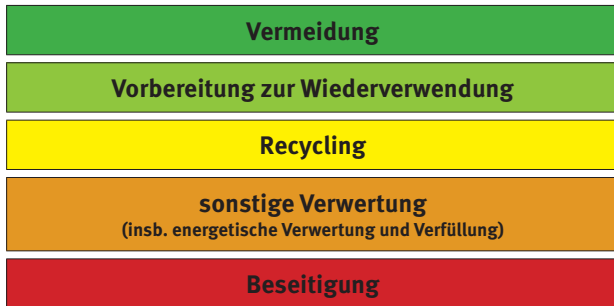 Vermeidung
Vorbereitung zur Wiederverwendung
Recycling
sonstige Verwertung
(insb. energetische Verwertung und Verfüllung)
Beseitigung